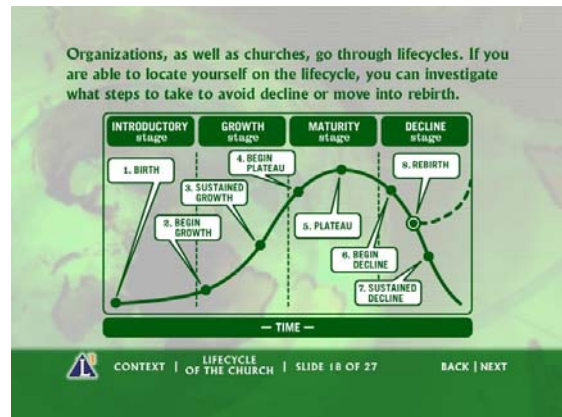 Organizations, as well as churches, go through lifecycles. If you
are able to locate yourself on the lifecycle, you can investigate
what steps to take to avoid decline or move into rebirth.
INTRODUCTORY
stage
GROWTH
stage
MATURITY
stage
DECLINE
stage
1. BIRTH
2. BEGIN
GROWTH
3. SUSTAINED
GROWTH
4. BEGIN
PLATEAU
5. PLATEAU
6. BEGIN
DECLINE
7. SUSTAINED
DECLINE
8. REBIRTH
— TIME —
L1
CONTEXT | LIFECYCLE
OF THE CHURCH | SLIDE 18 OF 27
BACK | NEXT